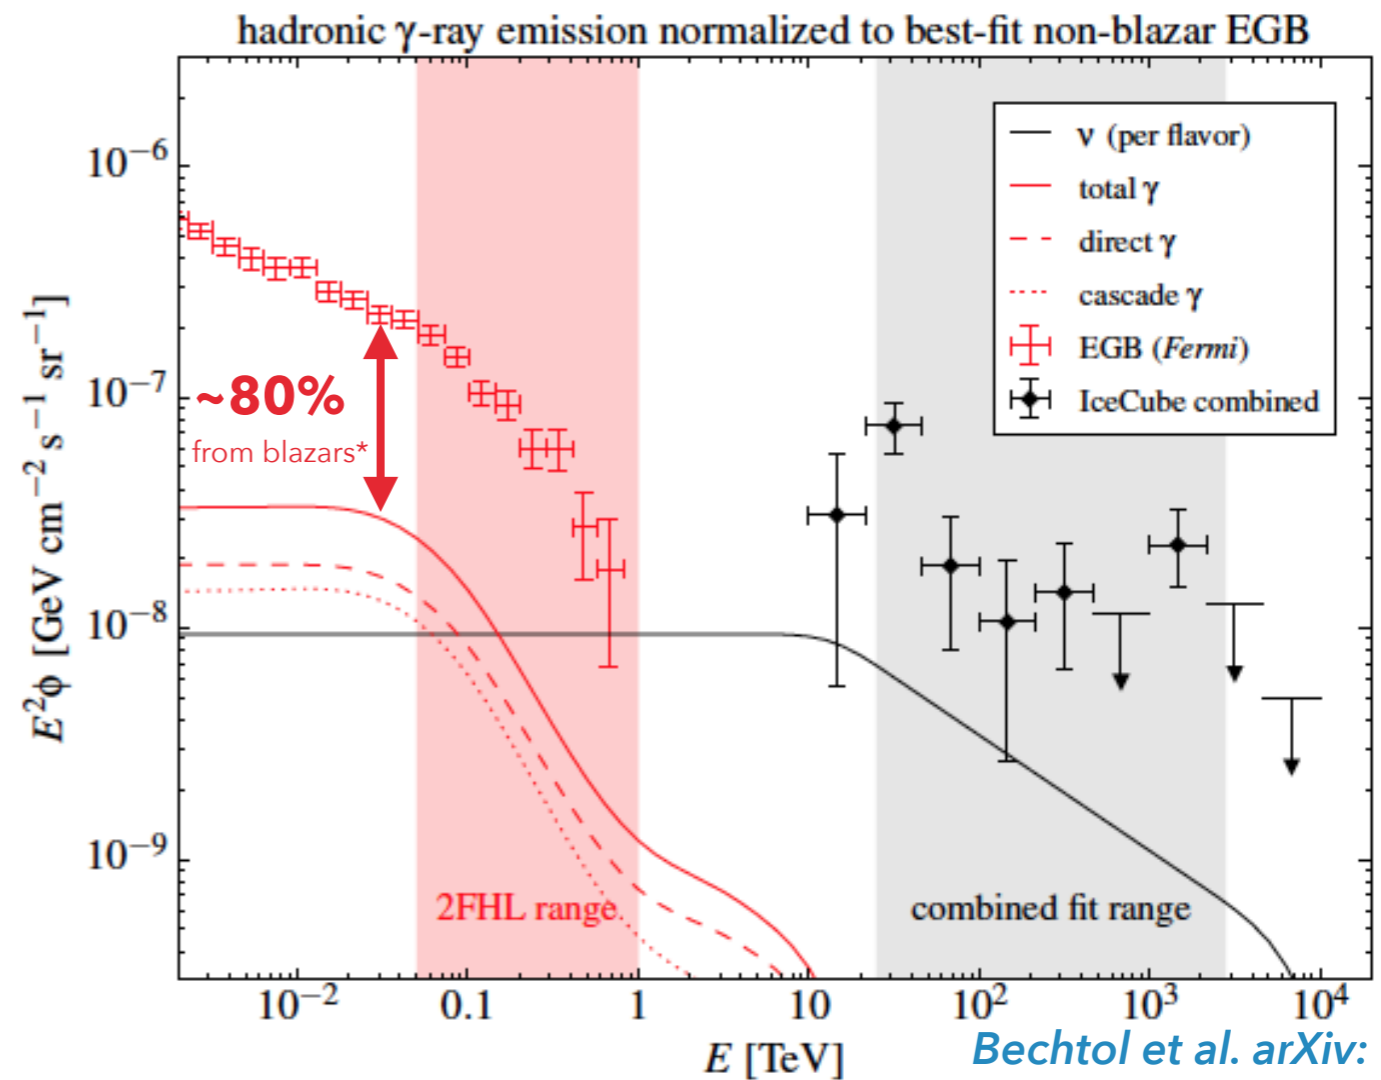 hadronic γ-ray emission normalized to best-fit non-blazar EGB
10⁻⁶
10⁻⁷
10⁻⁸
10⁻⁹
E²ϕ [GeV cm⁻² s⁻¹ sr⁻¹]
ν (per flavor)
total γ
direct γ
cascade γ
EGB (Fermi)
IceCube combined
~80%
from blazars*
2FHL range
combined fit range
10⁻² 0.1 1 10 10² 10³ 10⁴
E [TeV]
Bechtol et al. arXiv: